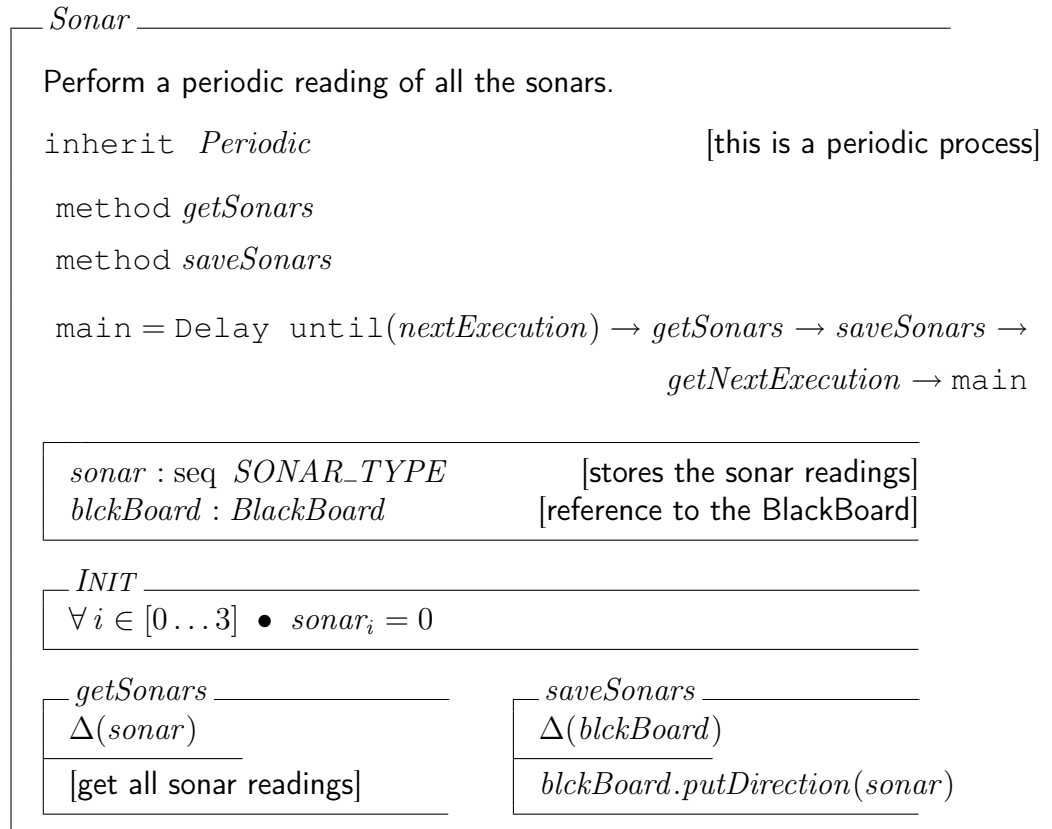 Sonar
Perform a periodic reading of all the sonars.
inherit Periodic [this is a periodic process]
method getSonars
method saveSonars
main = Delay until(nextExecution) → getSonars → saveSonars →
getNextExecution → main
sonar : seq SONAR_TYPE [stores the sonar readings]
blckBoard : BlackBoard [reference to the BlackBoard]
INIT
∀ i ∈ [0 … 3] • sonar_i = 0
getSonars
Δ(sonar)
[get all sonar readings]
saveSonars
Δ(blckBoard)
blckBoard.putDirection(sonar)